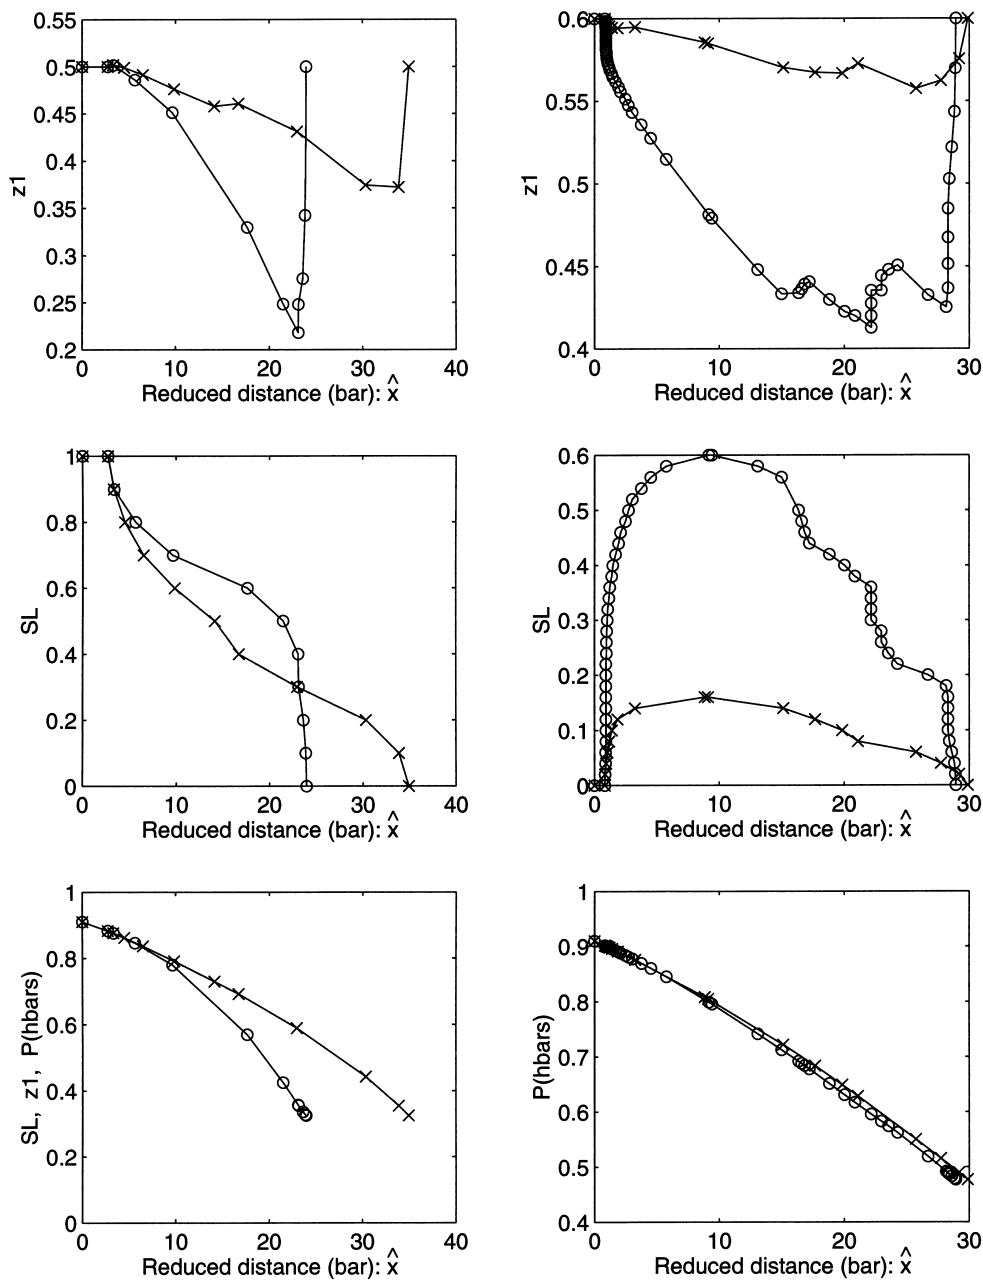 0.55
0.5
0.45
0.4
0.35
0.3
0.25
0.2
z1
0 10 20 30 40
Reduced distance (bar): x̂
0.6
0.55
0.5
0.45
0.4
z1
0 10 20 30
Reduced distance (bar): x̂
1
0.8
0.6
0.4
0.2
0
SL
0 10 20 30 40
Reduced distance (bar): x̂
0.6
0.5
0.4
0.3
0.2
0.1
0
SL
0 10 20 30
Reduced distance (bar): x̂
1
0.8
0.6
0.4
0.2
0
SL, z1, P(hbars)
0 10 20 30 40
Reduced distance (bar): x̂
1
0.9
0.8
0.7
0.6
0.5
0.4
P(hbars)
0 10 20 30
Reduced distance (bar): x̂